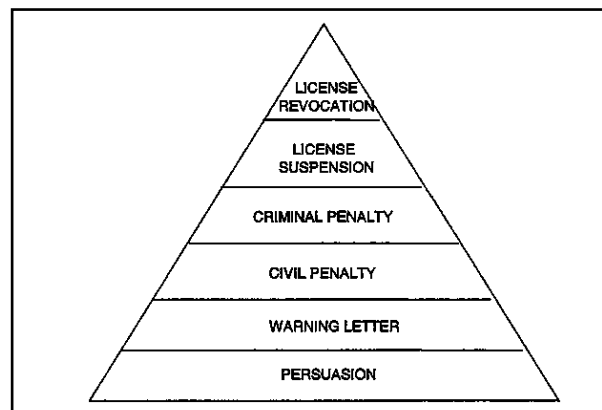 LICENSE
REVOCATION
LICENSE
SUSPENSION
CRIMINAL PENALTY
CIVIL PENALTY
WARNING LETTER
PERSUASION